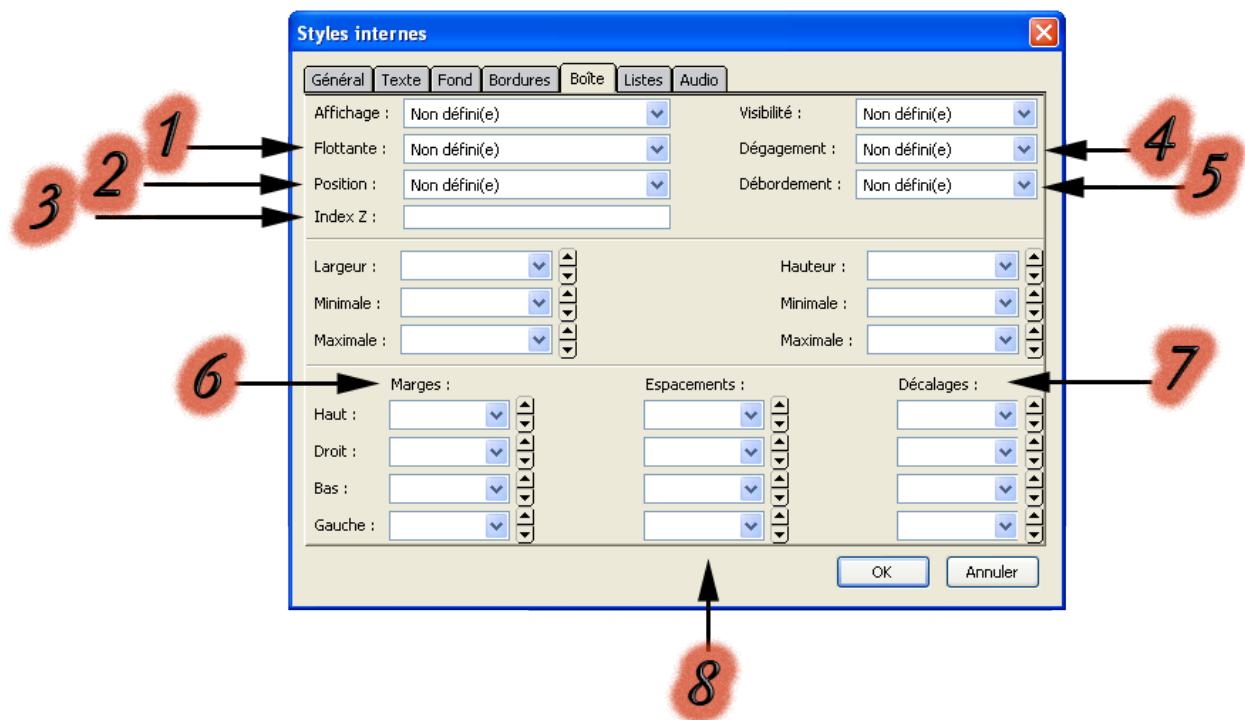 Styles internes
Général Texte Fond Bordures Boîte Listes Audio
Affichage : Non défini(e) Visibilité : Non défini(e)
1 Flottante : Non défini(e) Dégagement : Non défini(e) 4
2 Position : Non défini(e) Débordement : Non défini(e) 5
3 Index Z :
Largeur : Hauteur :
Minimale : Minimale :
Maximale : Maximale :
6 Marges : Espacements : Décalages : 7
Haut :
Droit :
Bas :
Gauche :
OK Annuler
8